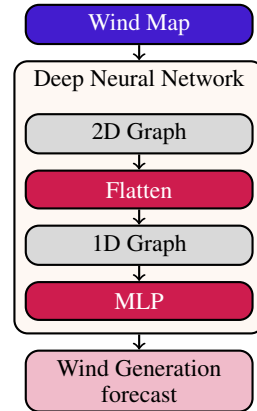 Wind Map
Deep Neural Network
2D Graph
Flatten
1D Graph
MLP
Wind Generation
forecast